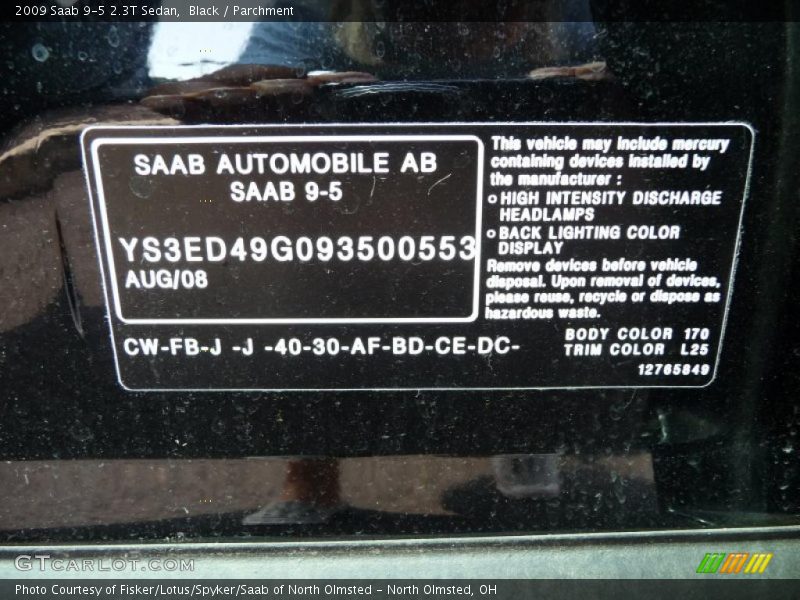 2009 Saab 9-5 2.3T Sedan, Black / Parchment
SAAB AUTOMOBILE AB
SAAB 9-5
YS3ED49G093500553
AUG/08
CW-FB-J -J -40-30-AF-BD-CE-DC-
This vehicle may include mercury
containing devices installed by
the manufacturer :
o HIGH INTENSITY DISCHARGE
HEADLAMPS
o BACK LIGHTING COLOR
DISPLAY
Remove devices before vehicle
disposal. Upon removal of devices,
please reuse, recycle or dispose as
hazardous waste.
BODY COLOR 170
TRIM COLOR L25
12765849
GTCARLOT.COM
Photo Courtesy of Fisker/Lotus/Spyker/Saab of North Olmsted - North Olmsted, OH